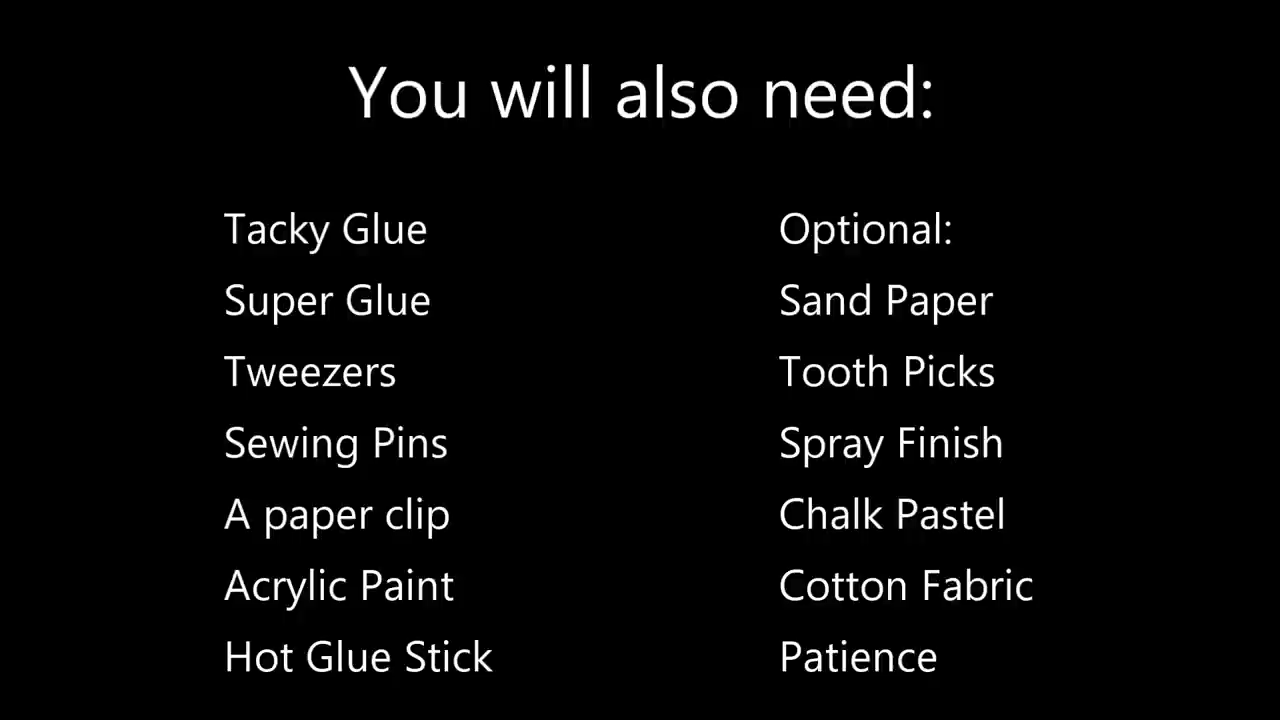 You will also need:
Tacky Glue
Super Glue
Tweezers
Sewing Pins
A paper clip
Acrylic Paint
Hot Glue Stick
Optional:
Sand Paper
Tooth Picks
Spray Finish
Chalk Pastel
Cotton Fabric
Patience